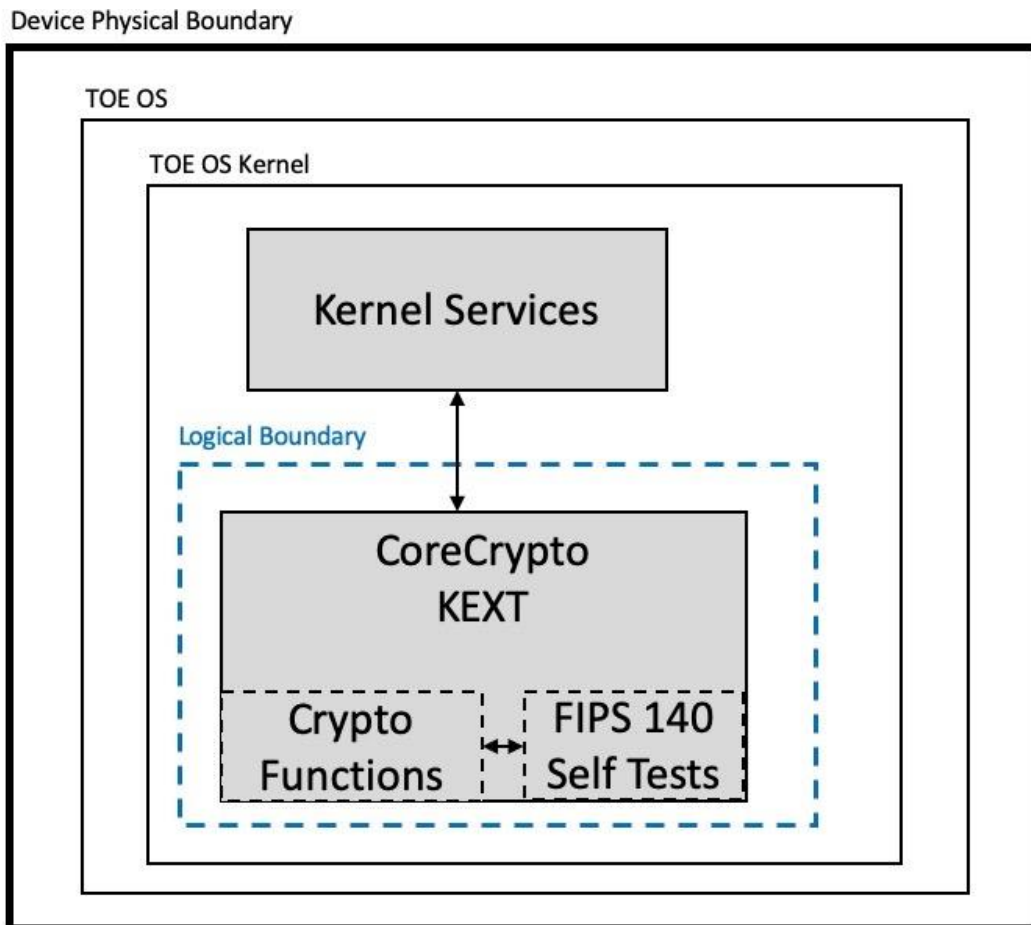 Device Physical Boundary
TOE OS
TOE OS Kernel
Kernel Services
Logical Boundary
CoreCrypto
KEXT
Crypto
Functions
FIPS 140
Self Tests